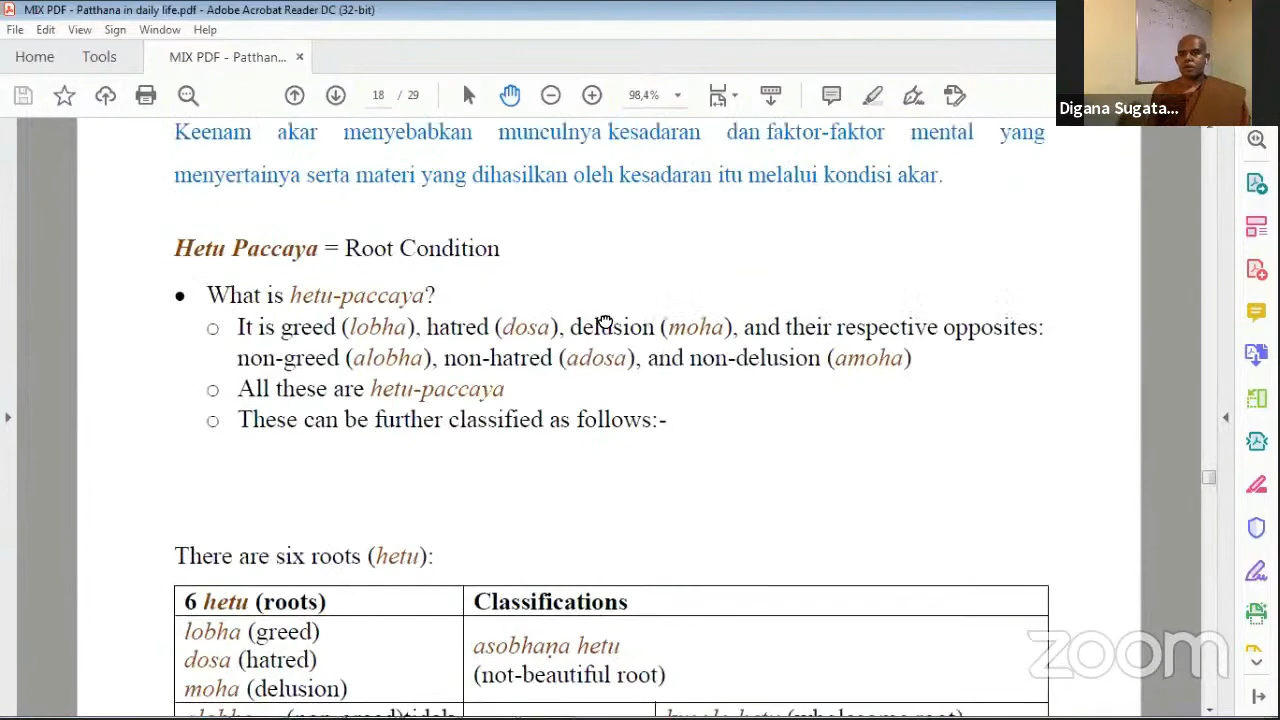 MIX PDF - Patthana in daily life.pdf - Adobe Acrobat Reader DC (32-bit)
File Edit View Sign Window Help
Home Tools MIX PDF - Patthan... ×
18 / 29 98,4%
Digana Sugata...
Keenam akar menyebabkan munculnya kesadaran dan faktor-faktor mental yang
menyertainya serta materi yang dihasilkan oleh kesadaran itu melalui kondisi akar.
Hetu Paccaya = Root Condition
• What is hetu-paccaya?
○ It is greed (lobha), hatred (dosa), delusion (moha), and their respective opposites:
non-greed (alobha), non-hatred (adosa), and non-delusion (amoha)
○ All these are hetu-paccaya
○ These can be further classified as follows:-
There are six roots (hetu):
6 hetu (roots) Classifications
lobha (greed)
dosa (hatred)
moha (delusion)
asobhaṇa hetu
(not-beautiful root)
zoom